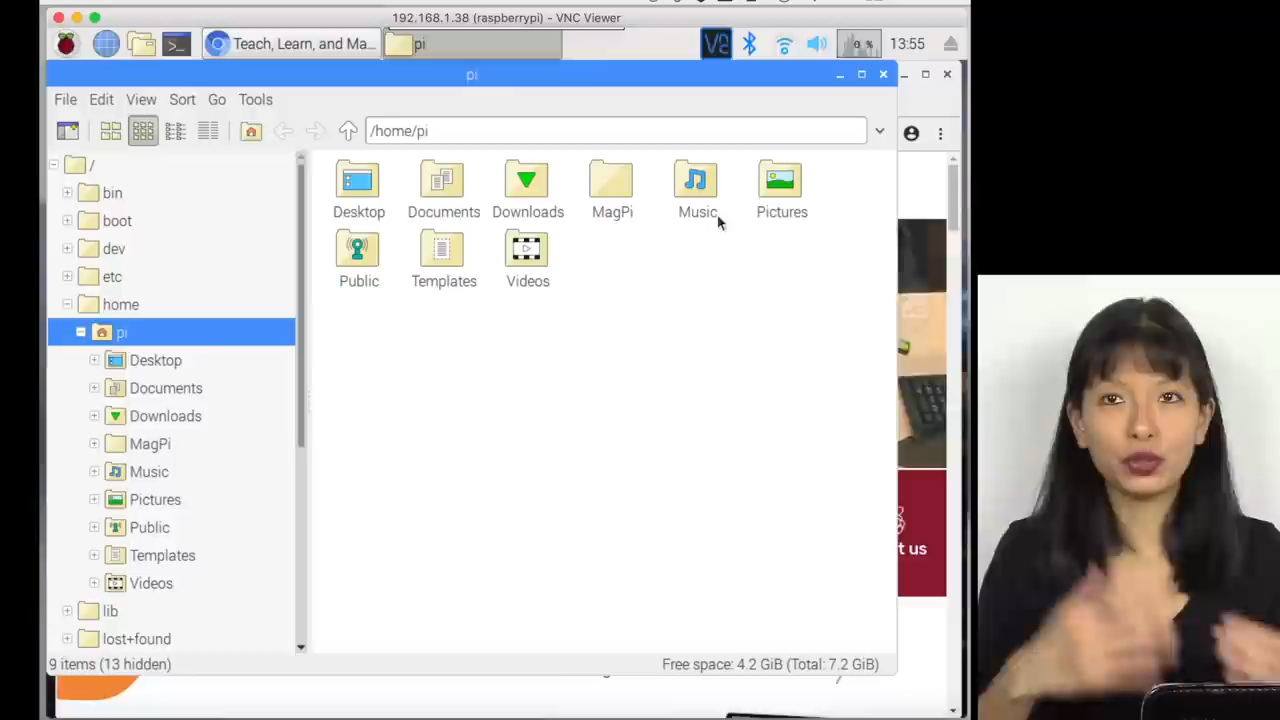 192.168.1.38 (raspberrypi) - VNC Viewer
Teach, Learn, and Ma...
pi
V2
0 %
13:55
pi
File Edit View Sort Go Tools
/home/pi
/
bin
boot
dev
etc
home
pi
Desktop
Documents
Downloads
MagPi
Music
Pictures
Public
Templates
Videos
lib
lost+found
Desktop Documents Downloads MagPi Music Pictures
Public Templates Videos
t us
9 items (13 hidden)
Free space: 4.2 GiB (Total: 7.2 GiB)